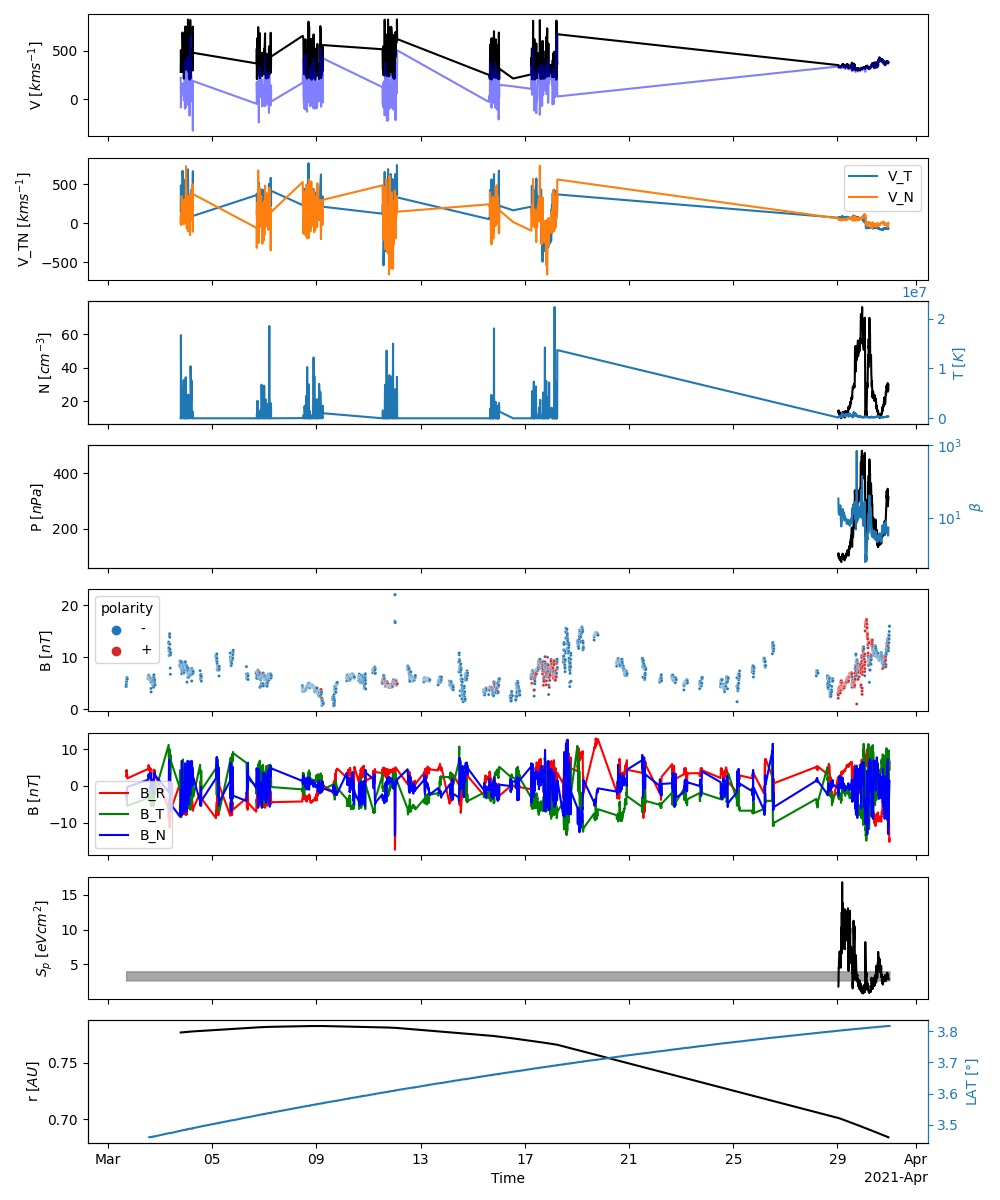 V [kms⁻¹]
500
0
V_TN [kms⁻¹]
500
0
−500
V_T
V_N
1e7
N [cm⁻³]
60
40
20
2
1
0
T [K]
P [nPa]
400
200
10³
10¹
β
B [nT]
20
10
0
polarity
-
+
B [nT]
10
0
−10
B_R
B_T
B_N
S_p [eVcm²]
15
10
5
r [AU]
0.75
0.70
3.8
3.7
3.6
3.5
LAT [°]
Mar 05 09 13 17 21 25 29 Apr
Time
2021-Apr